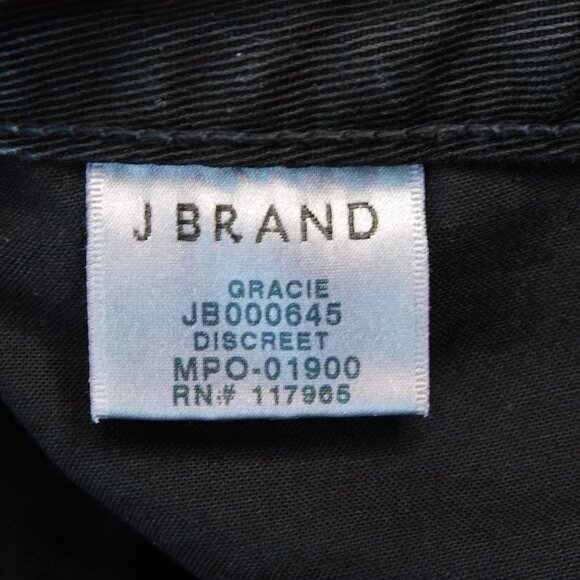 J BRAND
GRACIE
JB000645
DISCREET
MPO-01900
RN# 117965